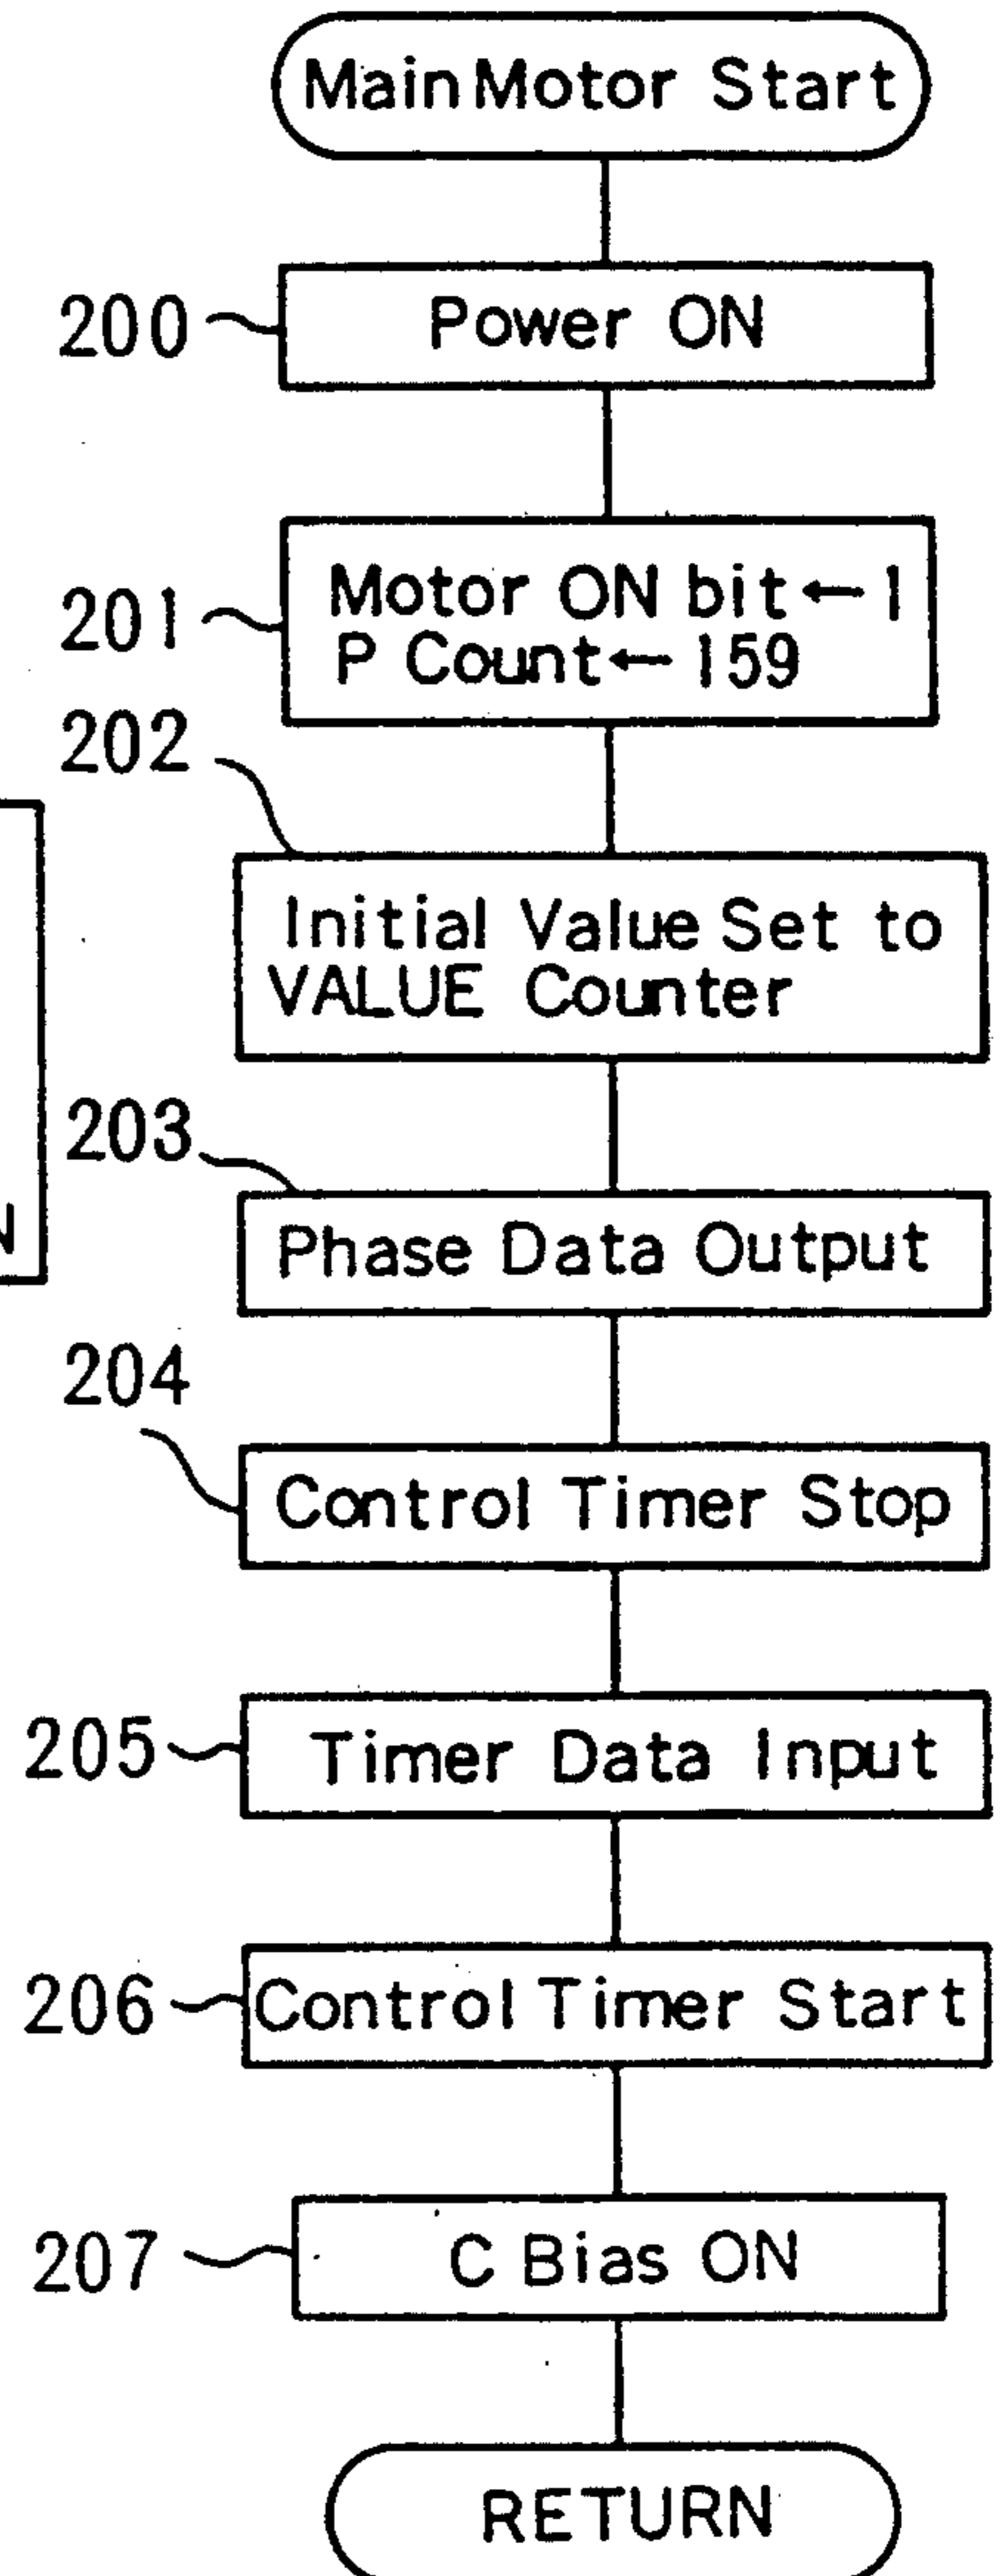 Main Motor Start
200
Power ON
201
Motor ON bit ← 1
P Count ← 159
202
Initial Value Set to
VALUE Counter
203
Phase Data Output
204
Control Timer Stop
205
Timer Data Input
206
Control Timer Start
207
C Bias ON
RETURN